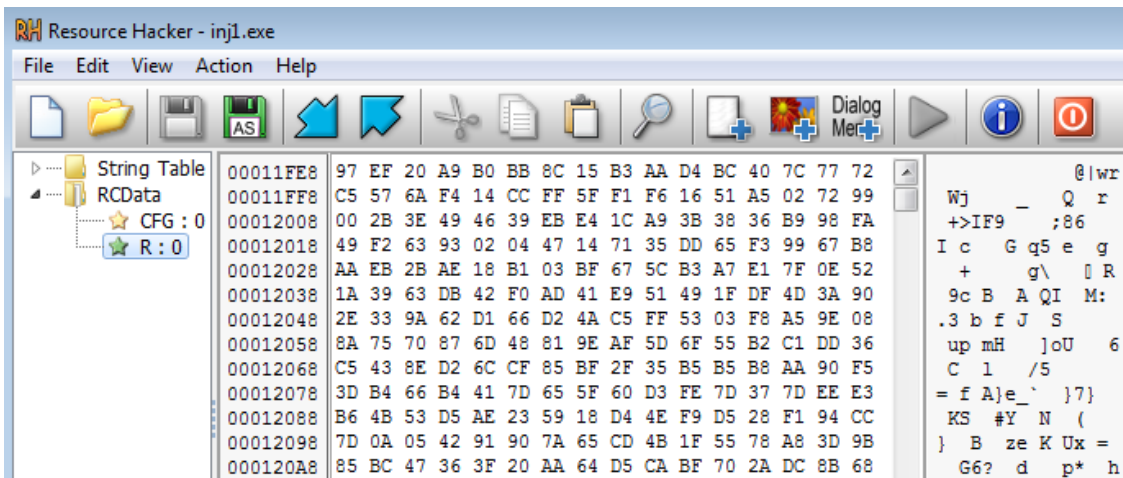 Resource Hacker - inj1.exe
File Edit View Action Help
AS
Dialog
Men
String Table
RCData
CFG : 0
R : 0
00011FE8 97 EF 20 A9 B0 BB 8C 15 B3 AA D4 BC 40 7C 77 72 @|wr
00011FF8 C5 57 6A F4 14 CC FF 5F F1 F6 16 51 A5 02 72 99 Wj _ Q r
00012008 00 2B 3E 49 46 39 EB E4 1C A9 3B 38 36 B9 98 FA +>IF9 ;86
00012018 49 F2 63 93 02 04 47 14 71 35 DD 65 F3 99 67 B8 I c G q5 e g
00012028 AA EB 2B AE 18 B1 03 BF 67 5C B3 A7 E1 7F 0E 52 + g\ R
00012038 1A 39 63 DB 42 F0 AD 41 E9 51 49 1F DF 4D 3A 90 9c B A QI M:
00012048 2E 33 9A 62 D1 66 D2 4A C5 FF 53 03 F8 A5 9E 08 .3 b f J S
00012058 8A 75 70 87 6D 48 81 9E AF 5D 6F 55 B2 C1 DD 36 up mH ]oU 6
00012068 C5 43 8E D2 6C CF 85 BF 2F 35 B5 B5 B8 AA 90 F5 C l /5
00012078 3D B4 66 B4 41 7D 65 5F 60 D3 FE 7D 37 7D EE E3 = f A}e_` }7}
00012088 B6 4B 53 D5 AE 23 59 18 D4 4E F9 D5 28 F1 94 CC KS #Y N (
00012098 7D 0A 05 42 91 90 7A 65 CD 4B 1F 55 78 A8 3D 9B } B ze K Ux =
000120A8 85 BC 47 36 3F 20 AA 64 D5 CA BF 70 2A DC 8B 68 G6? d p* h